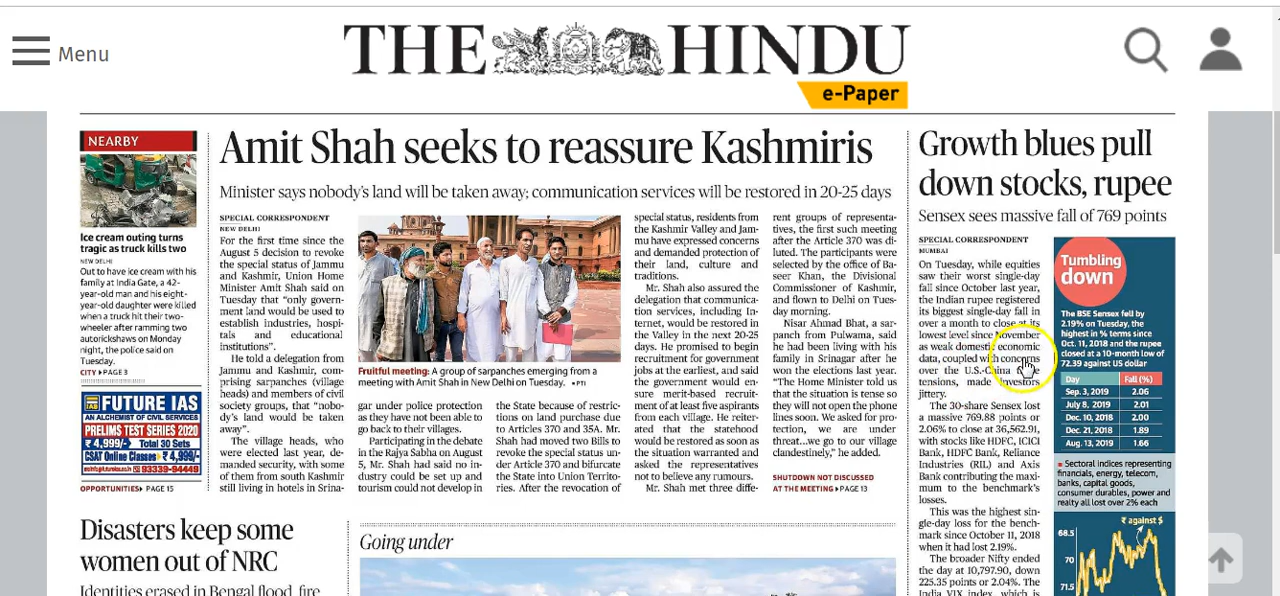 Menu
THE HINDU
e-Paper
NEARBY
Ice cream outing turns
tragic as truck kills two
NEW DELHI
Out to have ice cream with his
family at India Gate, a 42-
year-old man and his eight-
year-old daughter were killed
when a truck hit their two-
wheeler after ramming two
autorickshaws on Monday
night, the police said on
Tuesday.
CITY ▸ PAGE 3
IAB FUTURE IAS
AN ALCHEMIST OF CIVIL SERVICES
PRELIMS TEST SERIES 2020
₹ 4,999/- Total 30 Sets
CSAT Online Classes ₹ 4,999/-
93339-94449
OPPORTUNITIES ▸ PAGE 15
Amit Shah seeks to reassure Kashmiris
Minister says nobody's land will be taken away; communication services will be restored in 20-25 days
SPECIAL CORRESPONDENT
NEW DELHI
For the first time since the
August 5 decision to revoke
the special status of Jammu
and Kashmir, Union Home
Minister Amit Shah said on
Tuesday that “only govern-
ment land would be used to
establish industries, hospi-
tals and educational
institutions”.
He told a delegation from
Jammu and Kashmir, com-
prising sarpanches (village
heads) and members of civil
society groups, that “nobo-
dy's land would be taken
away”.
The village heads, who
were elected last year, de-
manded security, with some
of them from south Kashmir
still living in hotels in Srina-
Fruitful meeting: A group of sarpanches emerging from a
meeting with Amit Shah in New Delhi on Tuesday. • PTI
gar under police protection
as they have not been able to
go back to their villages.
Participating in the debate
in the Rajya Sabha on August
5, Mr. Shah had said no in-
dustry could be set up and
tourism could not develop in
the State because of restric-
tions on land purchase due
to Articles 370 and 35A. Mr.
Shah had moved two Bills to
revoke the special status un-
der Article 370 and bifurcate
the State into Union Territo-
ries. After the revocation of
special status, residents from
the Kashmir Valley and Jam-
mu have expressed concerns
and demanded protection of
their land, culture and
traditions.
Mr. Shah also assured the
delegation that communica-
tion services, including In-
ternet, would be restored in
the Valley in the next 20-25
days. He promised to begin
recruitment for government
jobs at the earliest, and said
the government would en-
sure merit-based recruit-
ment of at least five aspirants
from each village. He reiter-
ated that the statehood
would be restored as soon as
the situation warranted and
asked the representatives
not to believe any rumours.
Mr. Shah met three diffe-
rent groups of representa-
tives, the first such meeting
after the Article 370 was di-
luted. The participants were
selected by the office of Ba-
seer Khan, the Divisional
Commissioner of Kashmir,
and flown to Delhi on Tues-
day morning.
Nisar Ahmad Bhat, a sar-
panch from Pulwama, said
he had been living with his
family in Srinagar after he
won the elections last year.
“The Home Minister told us
that the situation is tense so
they will not open the phone
lines soon. We asked for pro-
tection, we are under
threat...we go to our village
clandestinely,” he added.
SHUTDOWN NOT DISCUSSED
AT THE MEETING ▸ PAGE 13
Growth blues pull
down stocks, rupee
Sensex sees massive fall of 769 points
SPECIAL CORRESPONDENT
MUMBAI
On Tuesday, while equities
saw their worst single-day
fall since October last year,
the Indian rupee registered
its biggest single-day fall in
over a month to close at its
lowest level since November
as weak domestic economic
data, coupled with concerns
over the U.S.-China
tensions, made investors
jittery.
The 30-share Sensex lost
a massive 769.88 points or
2.06% to close at 36,562.91,
with stocks like HDFC, ICICI
Bank, HDFC Bank, Reliance
Industries (RIL) and Axis
Bank contributing the maxi-
mum to the benchmark's
losses.
This was the highest sin-
gle-day loss for the bench-
mark since October 11, 2018
when it had lost 2.19%.
The broader Nifty ended
the day at 10,797.90, down
225.35 points or 2.04%. The
India VIX index, which is
Tumbling
down
The BSE Sensex fell by
2.19% on Tuesday, the
highest in % terms since
Oct. 11, 2018 and the rupee
closed at a 10-month low of
72.39 against US dollar
Day Fall (%)
Sep. 3, 2019 2.06
July 8, 2019 2.01
Dec. 10, 2018 2.00
Dec. 21, 2018 1.89
Aug. 13, 2019 1.66
Sectoral indices representing
financials, energy, telecom,
banks, capital goods,
consumer durables, power and
realty all lost over 2% each
₹ against $
68.5
70
71.5
Disasters keep some
women out of NRC
Identities erased in Bengal flood, fire
Going under